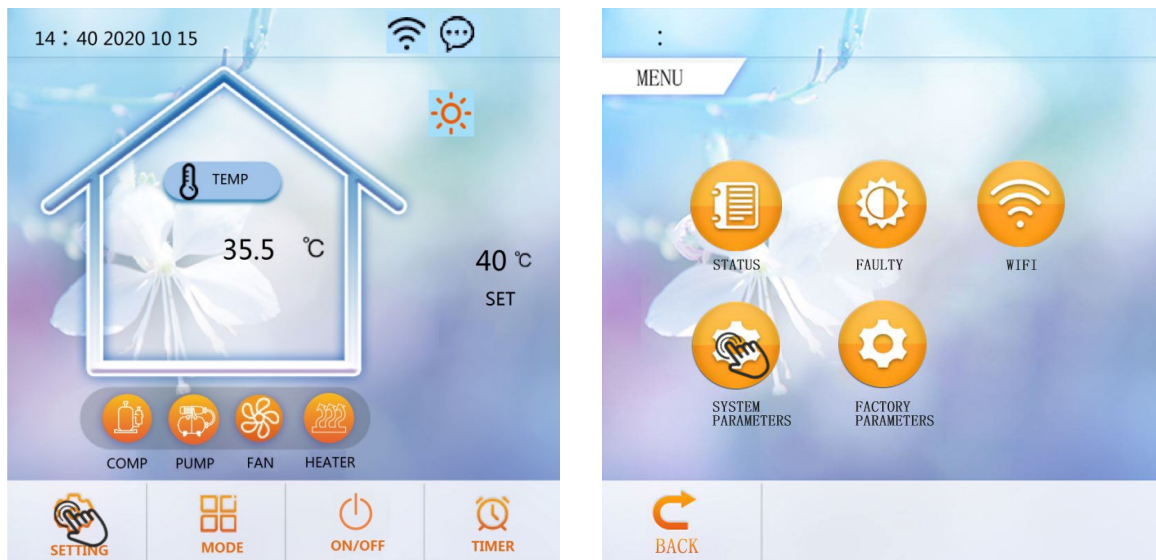 14：40 2020 10 15
TEMP
35.5 ℃
40 ℃
SET
COMP PUMP FAN HEATER
SETTING MODE ON/OFF TIMER
:
MENU
STATUS FAULTY WIFI
SYSTEM
PARAMETERS
FACTORY
PARAMETERS
BACK